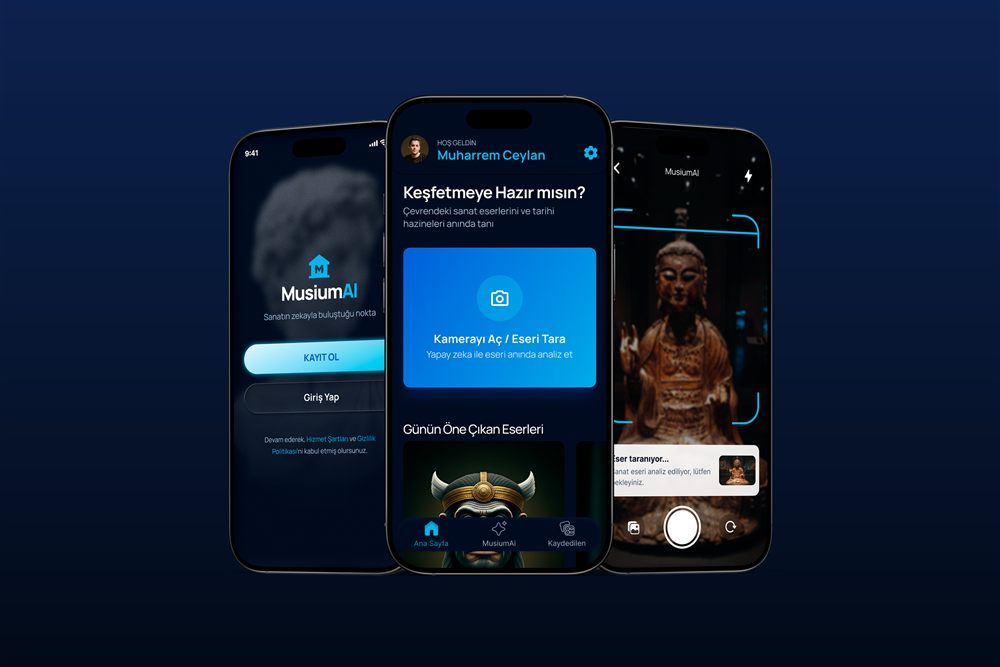 9:41
M
MusiumAI
Sanatın zekayla buluştuğu nokta
KAYIT OL
Giriş Yap
Devam ederek, Hizmet Şartları ve Gizlilik
Politikası'nı kabul etmiş olursunuz.
HOŞ GELDİN
Muharrem Ceylan
Keşfetmeye Hazır mısın?
Çevrendeki sanat eserlerini ve tarihi
hazineleri anında tanı
Kamerayı Aç / Eseri Tara
Yapay zeka ile eseri anında analiz et
Günün Öne Çıkan Eserleri
Ana Sayfa
MusiumAi
Kaydedilen
MusiumAI
Eser taranıyor...
sanat eseri analiz ediliyor, lütfen
bekleyiniz.